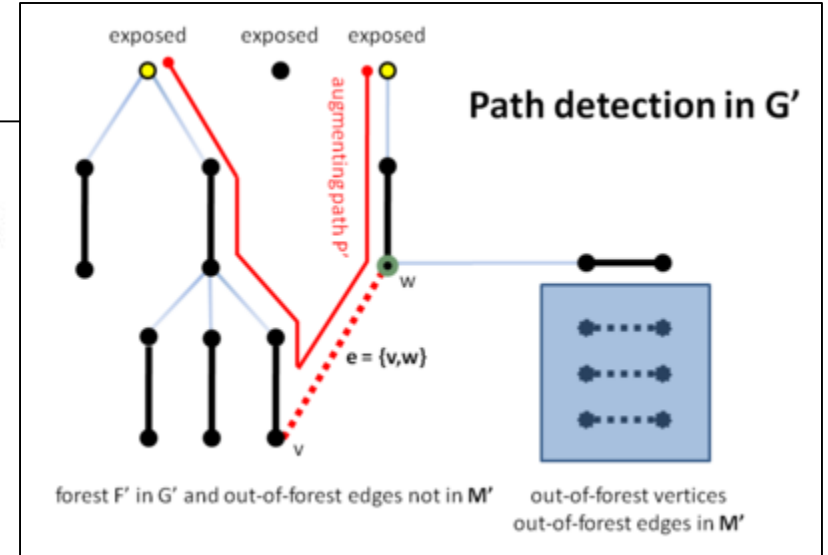 exposed exposed exposed
Path detection in G’
augmenting path P’
w
e = {v,w}
v
forest F’ in G’ and out-of-forest edges not in M’
out-of-forest vertices
out-of-forest edges in M’